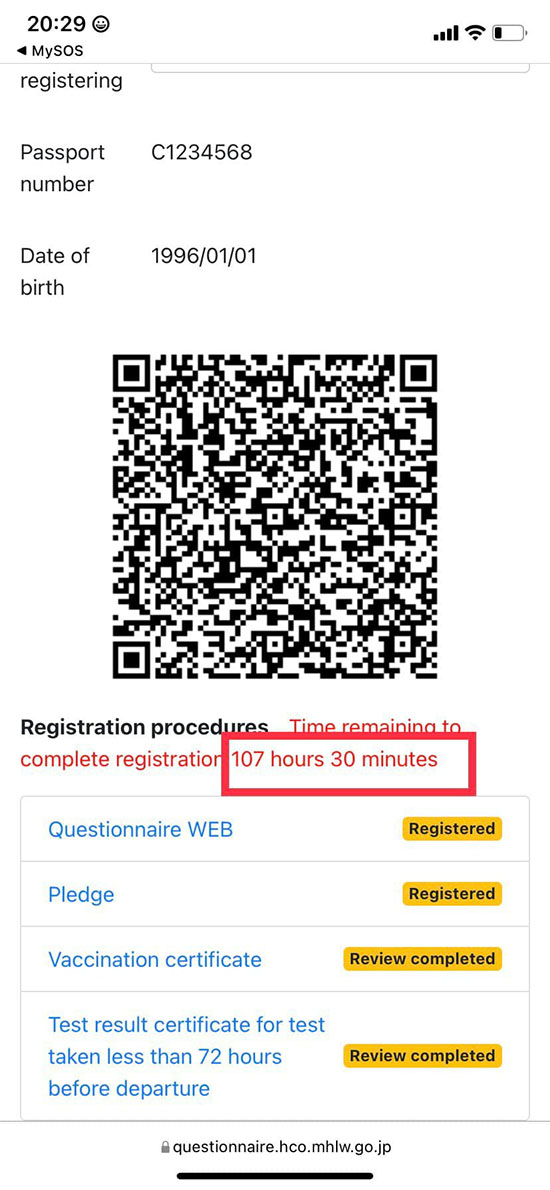 20:29
◀ MySOS
registering
Passport number
C1234568
Date of birth
1996/01/01
Registration procedures Time remaining to
complete registration 107 hours 30 minutes
Questionnaire WEB Registered
Pledge Registered
Vaccination certificate Review completed
Test result certificate for test
taken less than 72 hours
before departure
Review completed
questionnaire.hco.mhlw.go.jp